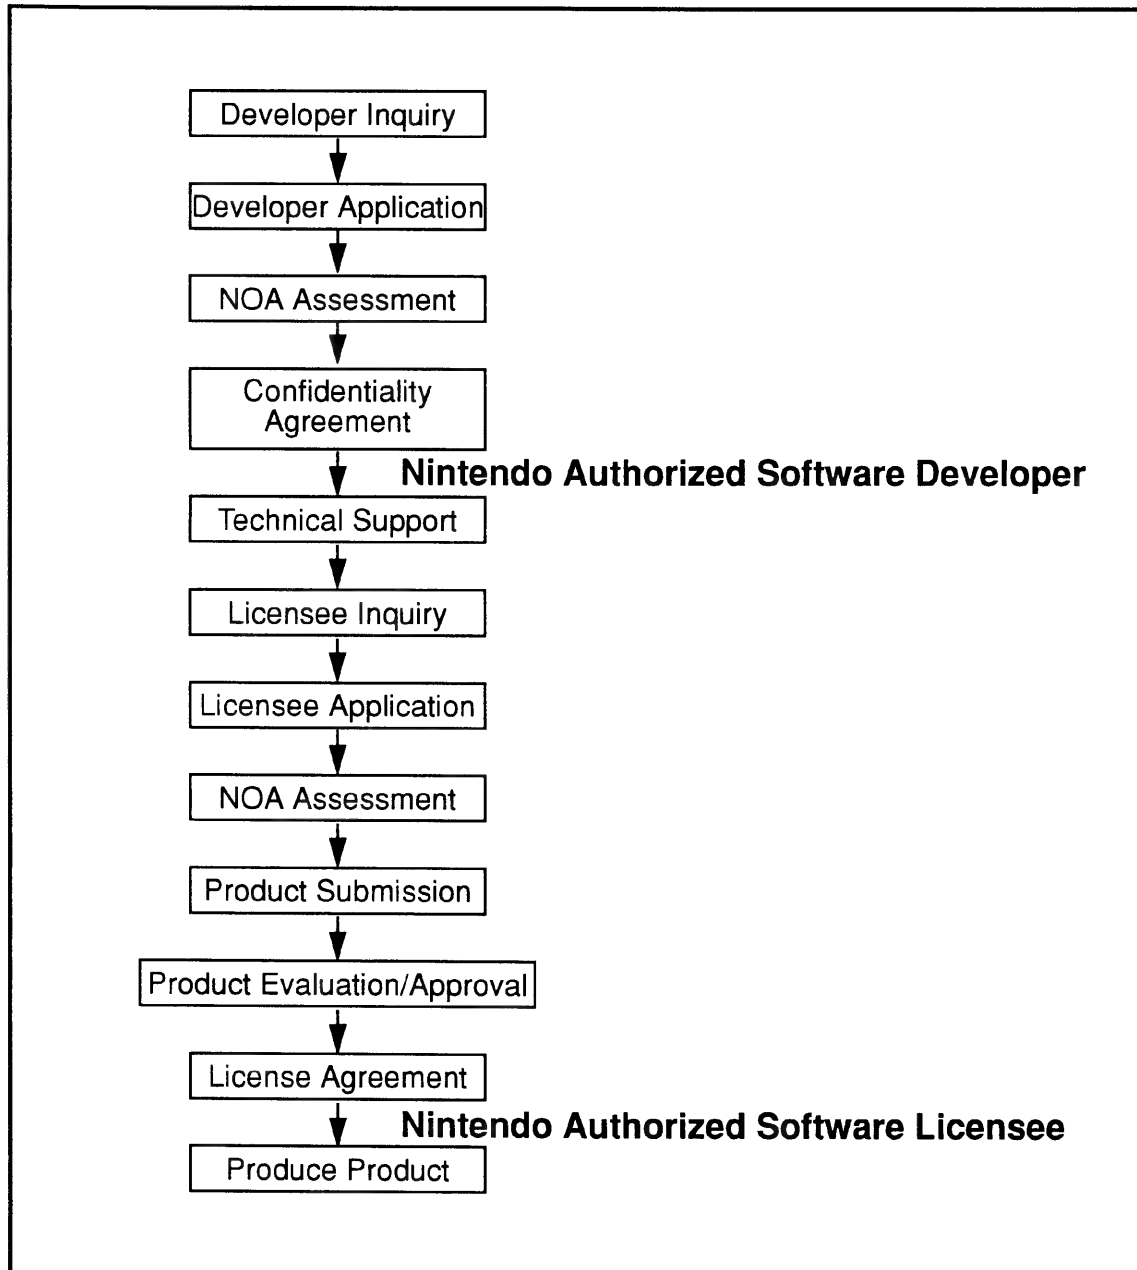 Developer Inquiry
Developer Application
NOA Assessment
Confidentiality
Agreement
Nintendo Authorized Software Developer
Technical Support
Licensee Inquiry
Licensee Application
NOA Assessment
Product Submission
Product Evaluation/Approval
License Agreement
Nintendo Authorized Software Licensee
Produce Product